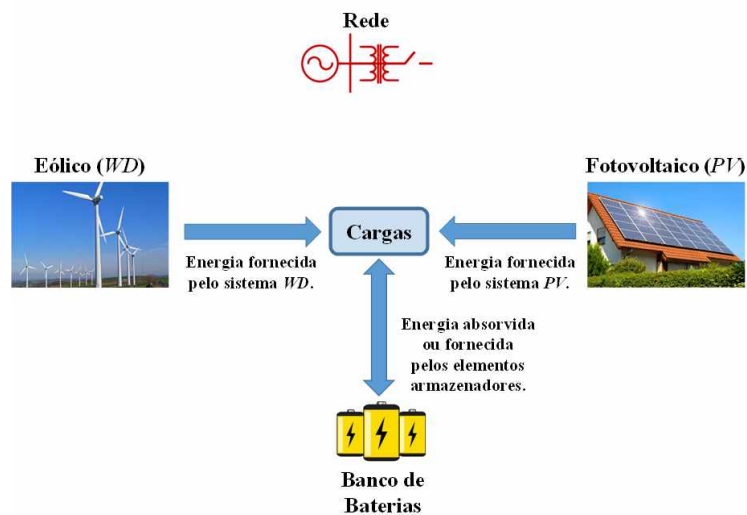 Rede
Eólico (WD)
Fotovoltaico (PV)
Cargas
Energia fornecida
pelo sistema WD.
Energia fornecida
pelo sistema PV.
Energia absorvida
ou fornecida
pelos elementos
armazenadores.
Banco de
Baterias